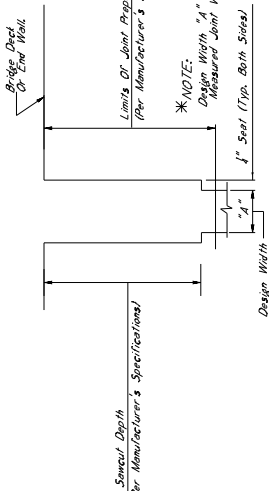 Bridge Deck
Or End Wall.
Limits Of Joint Prep
(Per Manufacturer's
*NOTE:
Design Width "A"
Measured Joint
Seat (Typ. Both Sides)
"A"
Design Width
Sawcut Depth
Per Manufacturer's Specifications)